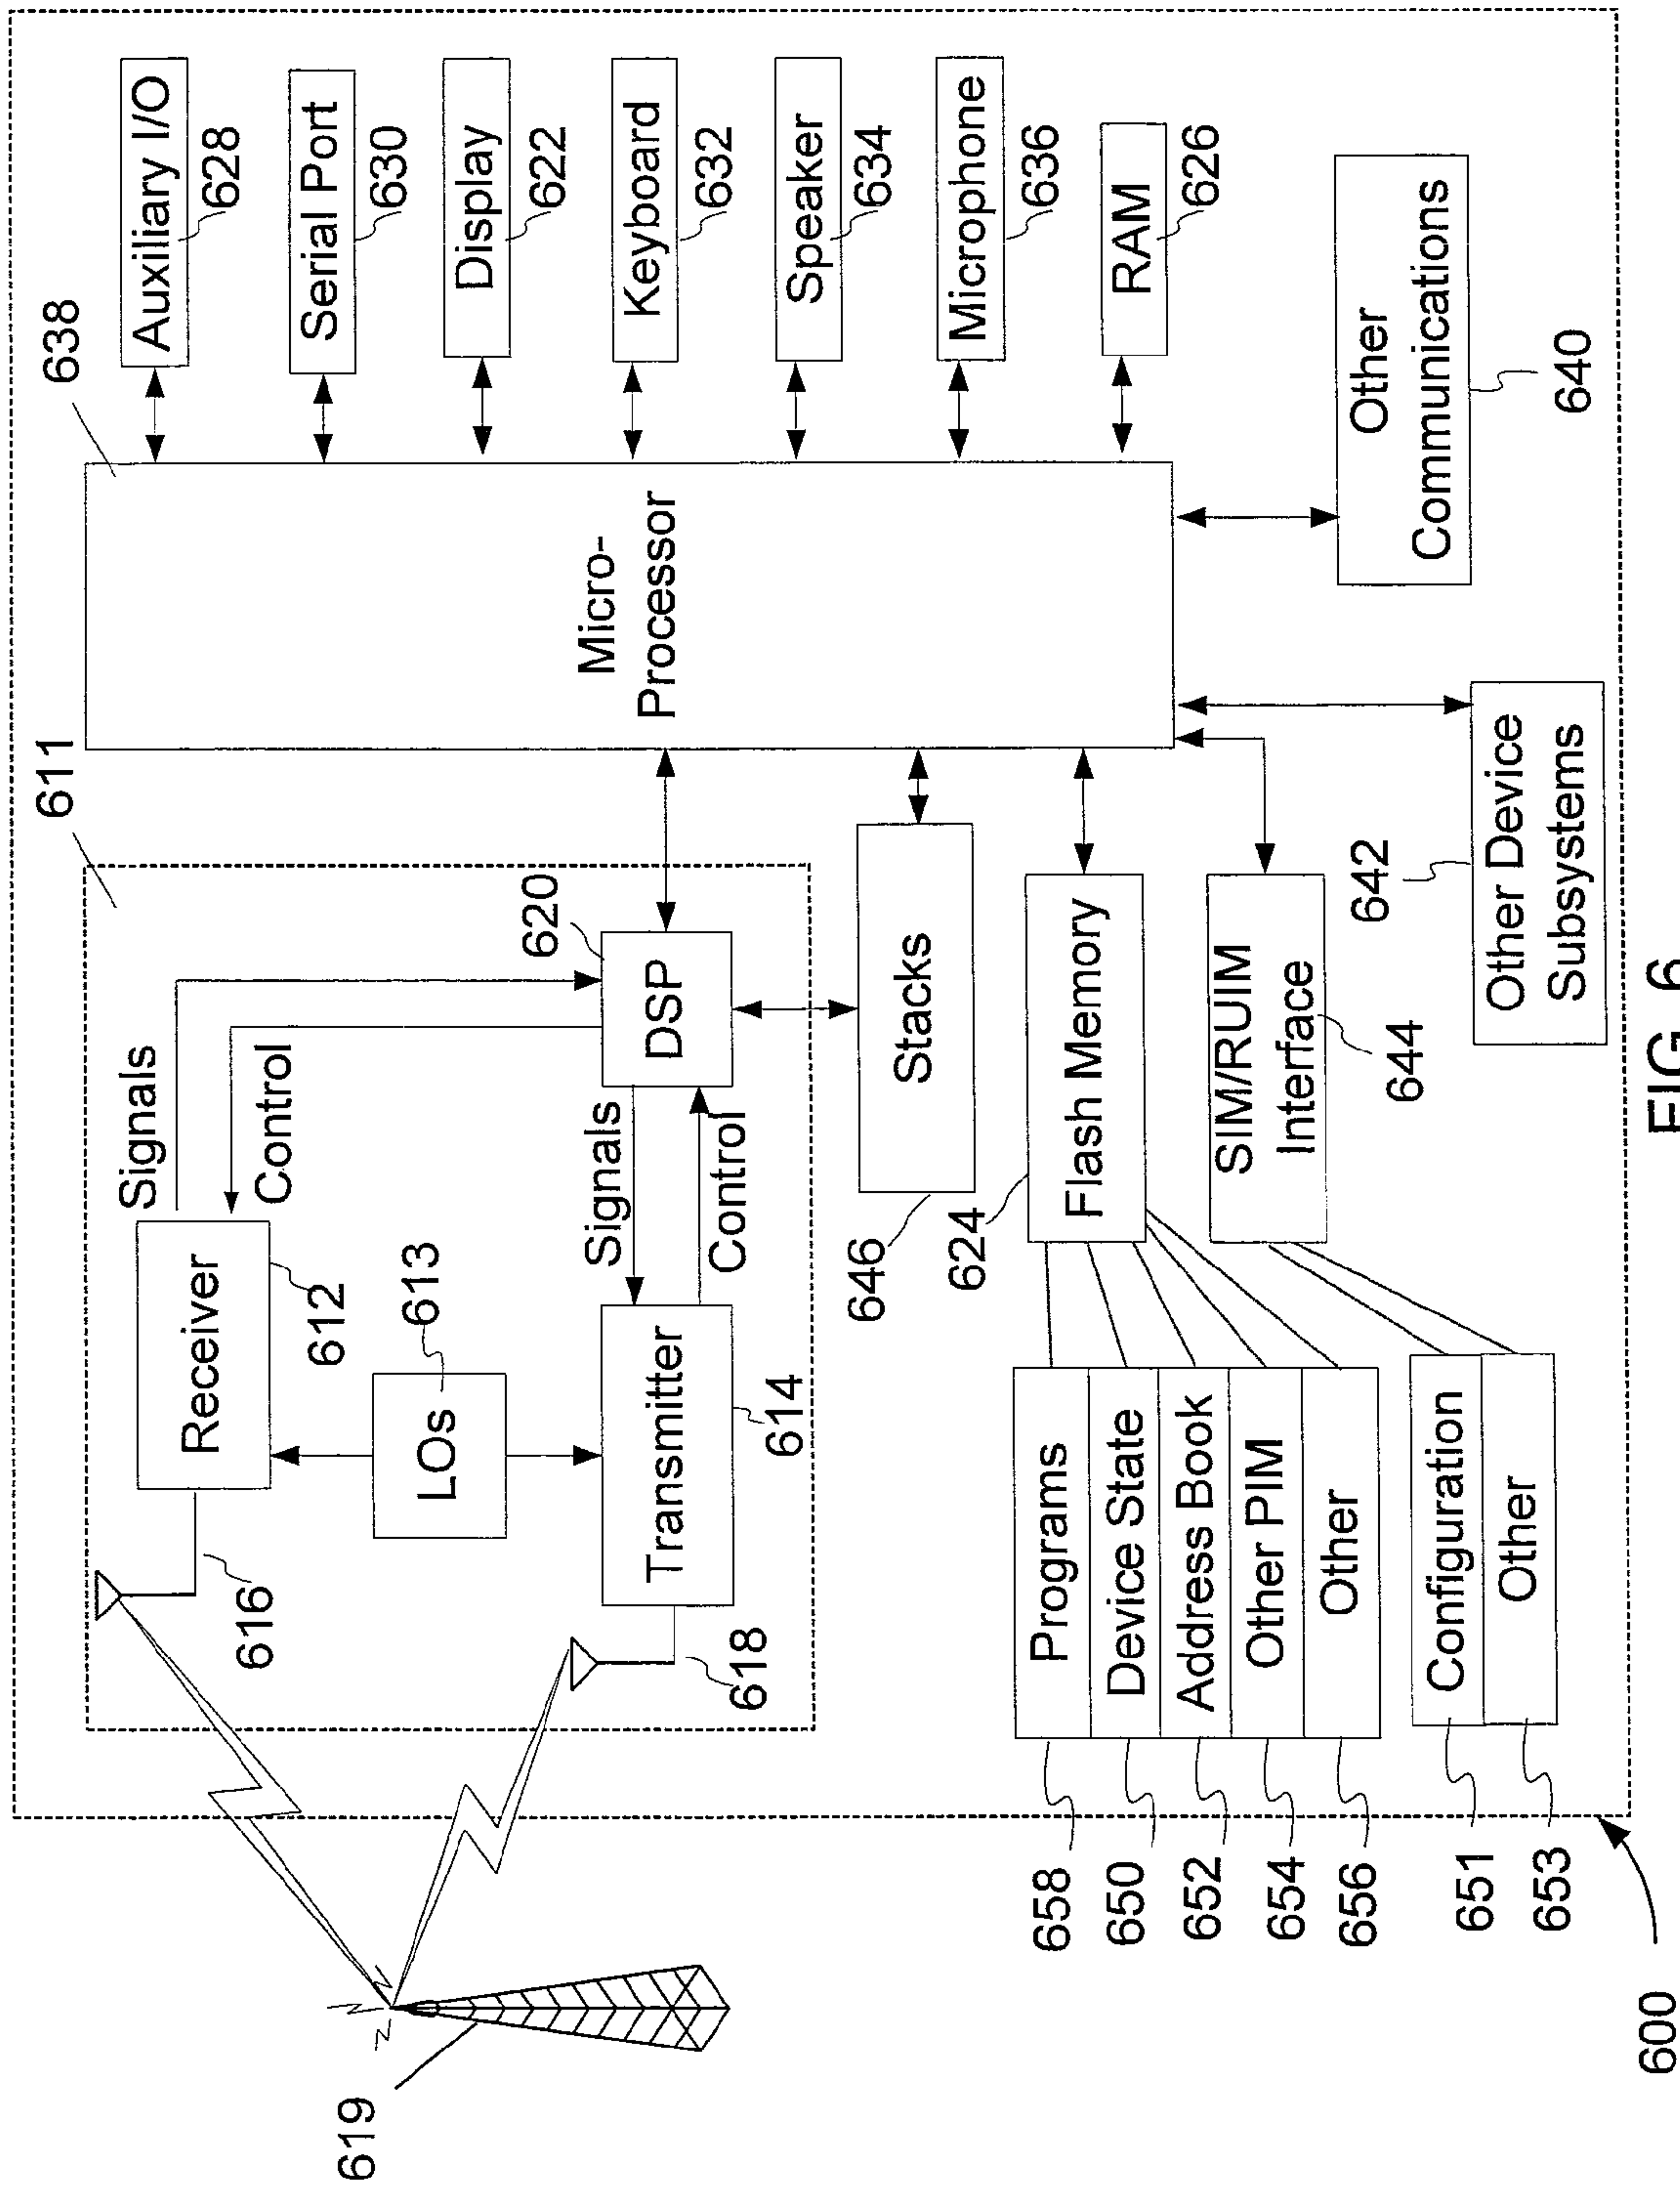 638
611
Auxiliary I/O
628
Serial Port
630
Display
622
Keyboard
632
Speaker
634
Microphone
636
RAM
626
Micro-
Processor
Other
Communications
640
Signals
Control
620
DSP
Receiver
612
LOs
613
Signals
Control
Transmitter
614
616
618
619
Stacks
646
Flash Memory
624
SIM/RUIM
Interface
644
642
Other Device
Subsystems
Programs
Device State
Address Book
Other PIM
Other
Configuration
Other
658
650
652
654
656
651
653
600
FIG. 6